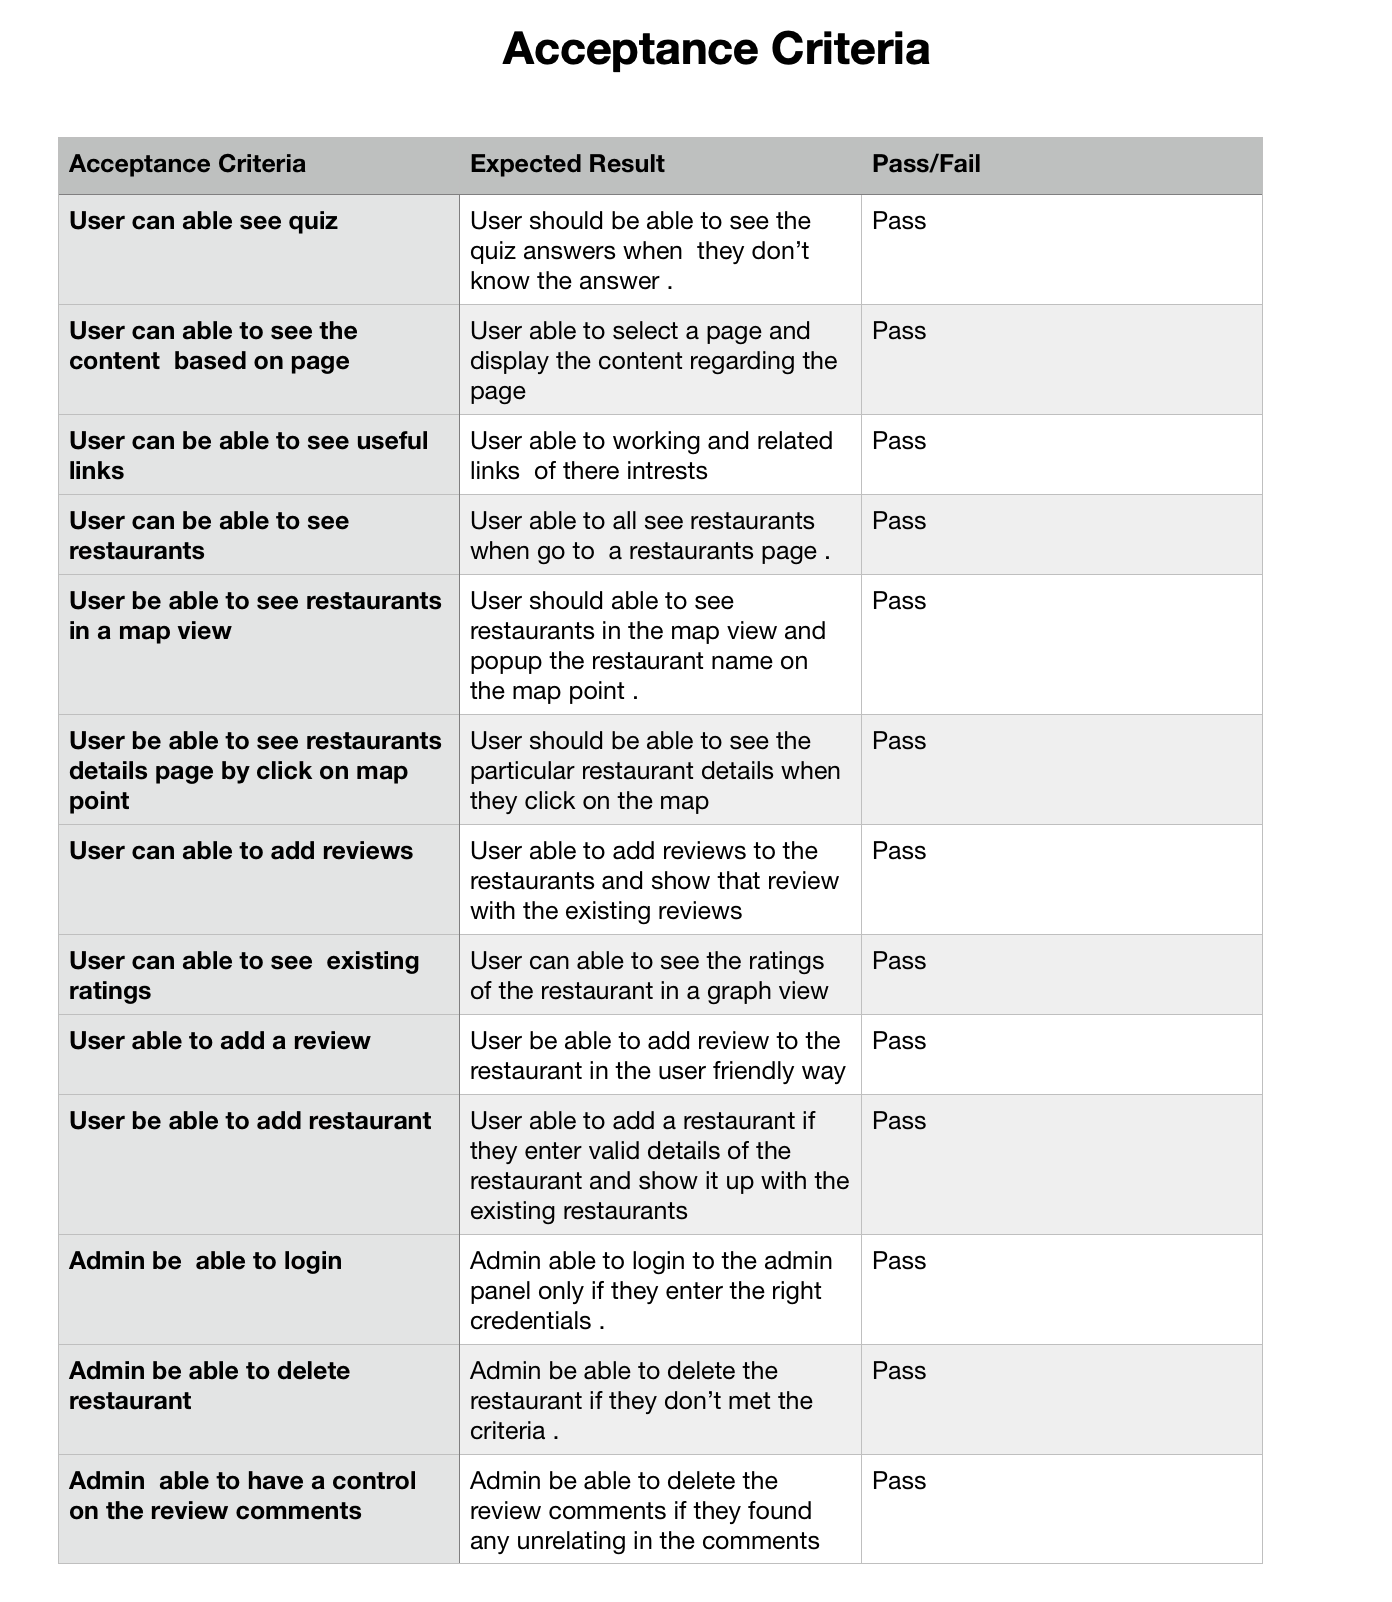 Acceptance Criteria
Acceptance Criteria
Expected Result
Pass/Fail
User can able see quiz
User should be able to see the
quiz answers when  they don’t
know the answer .
Pass
User can able to see the
content  based on page
User able to select a page and
display the content regarding the
page
Pass
User can be able to see useful
links
User able to working and related
links  of there intrests
Pass
User can be able to see
restaurants
User able to all see restaurants
when go to  a restaurants page .
Pass
User be able to see restaurants
in a map view
User should able to see
restaurants in the map view and
popup the restaurant name on
the map point .
Pass
User be able to see restaurants
details page by click on map
point
User should be able to see the
particular restaurant details when
they click on the map
Pass
User can able to add reviews
User able to add reviews to the
restaurants and show that review
with the existing reviews
Pass
User can able to see  existing
ratings
User can able to see the ratings
of the restaurant in a graph view
Pass
User able to add a review
User be able to add review to the
restaurant in the user friendly way
Pass
User be able to add restaurant
User able to add a restaurant if
they enter valid details of the
restaurant and show it up with the
existing restaurants
Pass
Admin be  able to login
Admin able to login to the admin
panel only if they enter the right
credentials .
Pass
Admin be able to delete
restaurant
Admin be able to delete the
restaurant if they don’t met the
criteria .
Pass
Admin  able to have a control
on the review comments
Admin be able to delete the
review comments if they found
any unrelating in the comments
Pass